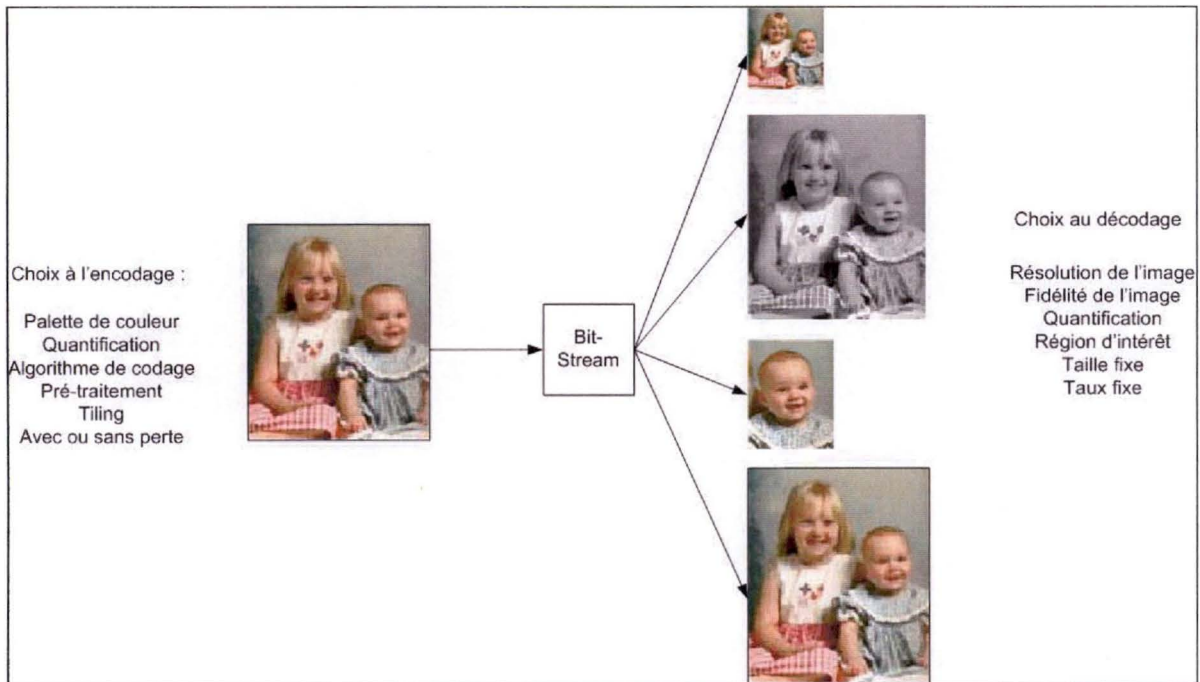 Choix à l'encodage :
Palette de couleur
Quantification
Algorithme de codage
Pré-traitement
Tiling
Avec ou sans perte
Bit-
Stream
Choix au décodage
Résolution de l'image
Fidélité de l'image
Quantification
Région d'intérêt
Taille fixe
Taux fixe